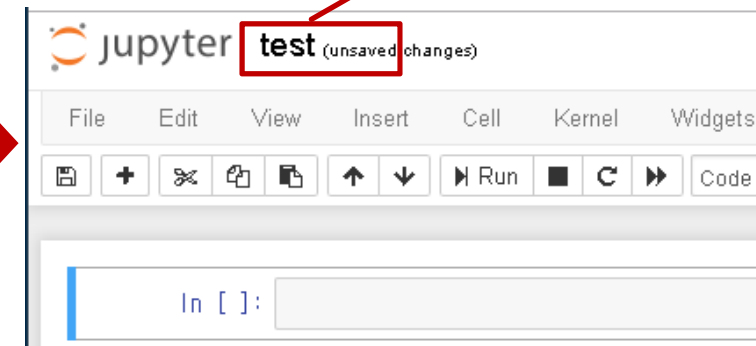 jupyter test (unsaved changes)
File Edit View Insert Cell Kernel Widgets
Run Code
In [ ]: